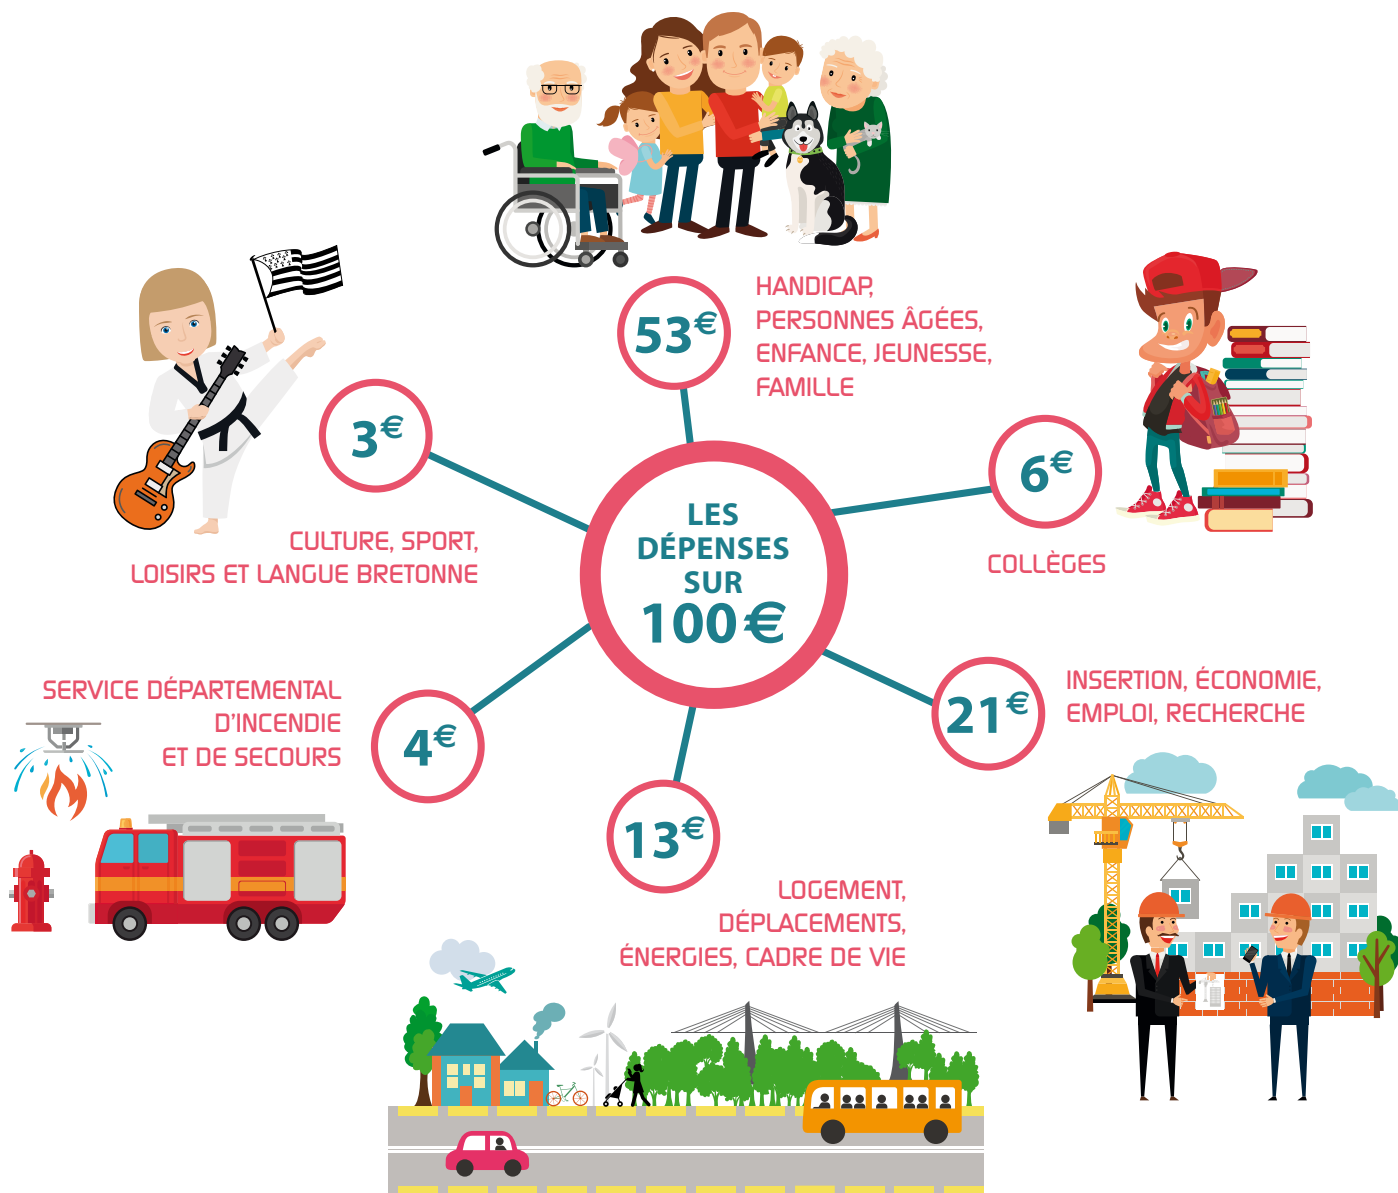 53€
HANDICAP,
PERSONNES ÂGÉES,
ENFANCE, JEUNESSE,
FAMILLE
3€
CULTURE, SPORT,
LOISIRS ET LANGUE BRETONNE
6€
COLLÈGES
LES
DÉPENSES
SUR
100 €
SERVICE DÉPARTEMENTAL
D'INCENDIE
ET DE SECOURS
4€
21€
INSERTION, ÉCONOMIE,
EMPLOI, RECHERCHE
13€
LOGEMENT,
DÉPLACEMENTS,
ÉNERGIES, CADRE DE VIE